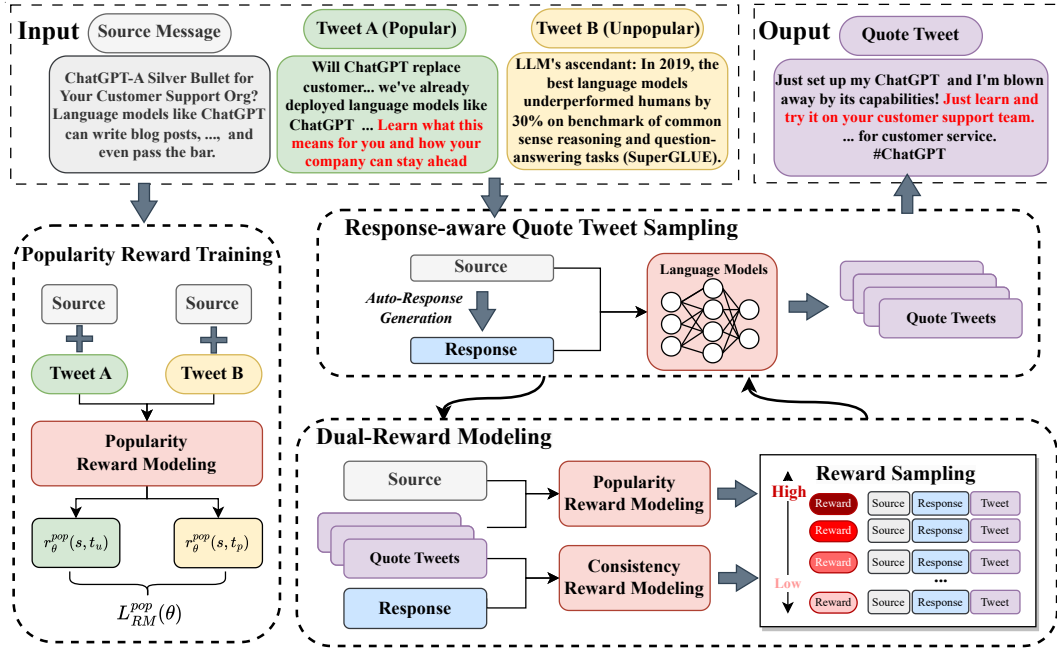 Input
Source Message
ChatGPT-A Silver Bullet for
Your Customer Support Org?
Language models like ChatGPT
can write blog posts, ..., and
even pass the bar.
Tweet A (Popular)
Will ChatGPT replace
customer... we've already
deployed language models like
ChatGPT ... Learn what this
means for you and how your
company can stay ahead
Tweet B (Unpopular)
LLM's ascendant: In 2019, the
best language models
underperformed humans by
30% on benchmark of common
sense reasoning and question-
answering tasks (SuperGLUE).
Ouput
Quote Tweet
Just set up my ChatGPT and I'm blown
away by its capabilities! Just learn and
try it on your customer support team.
... for customer service.
#ChatGPT
Popularity Reward Training
Source
Source
Tweet A
Tweet B
Popularity
Reward Modeling
$r_{\theta}^{pop}(s, t_u)$
$r_{\theta}^{pop}(s, t_p)$
$L_{RM}^{pop}(\theta)$
Response-aware Quote Tweet Sampling
Source
Auto-Response
Generation
Response
Language Models
Quote Tweets
Dual-Reward Modeling
Source
Quote Tweets
Response
Popularity
Reward Modeling
Consistency
Reward Modeling
Reward Sampling
High
Low
Reward Source Response Tweet
Reward Source Response Tweet
Reward Source Response Tweet
...
Reward Source Response Tweet